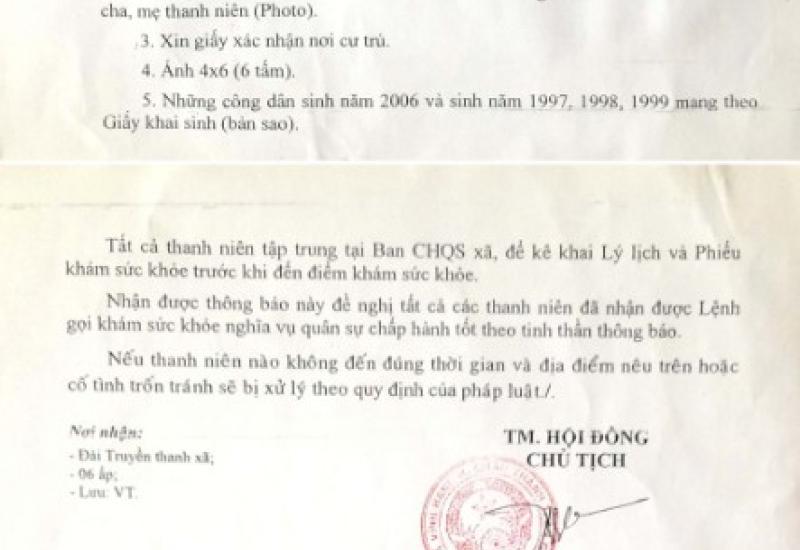 cha, mẹ thanh niên (Photo).
3. Xin giấy xác nhận nơi cư trú.
4. Ảnh 4x6 (6 tấm).
5. Những công dân sinh năm 2006 và sinh năm 1997, 1998, 1999 mang theo
Giấy khai sinh (bản sao).
Tất cả thanh niên tập trung tại Ban CHQS xã, để kê khai Lý lịch và Phiếu
khám sức khỏe trước khi đến điểm khám sức khỏe.
Nhận được thông báo này đề nghị tất cả các thanh niên đã nhận được Lệnh
gọi khám sức khỏe nghĩa vụ quân sự chấp hành tốt theo tinh thần thông báo.
Nếu thanh niên nào không đến đúng thời gian và địa điểm nêu trên hoặc
cố tình trốn tránh sẽ bị xử lý theo quy định của pháp luật./.
Nơi nhận:
- Đài Truyền thanh xã;
- 06 ấp;
- Lưu: VT.
TM. HỘI ĐỒNG
CHỦ TỊCH